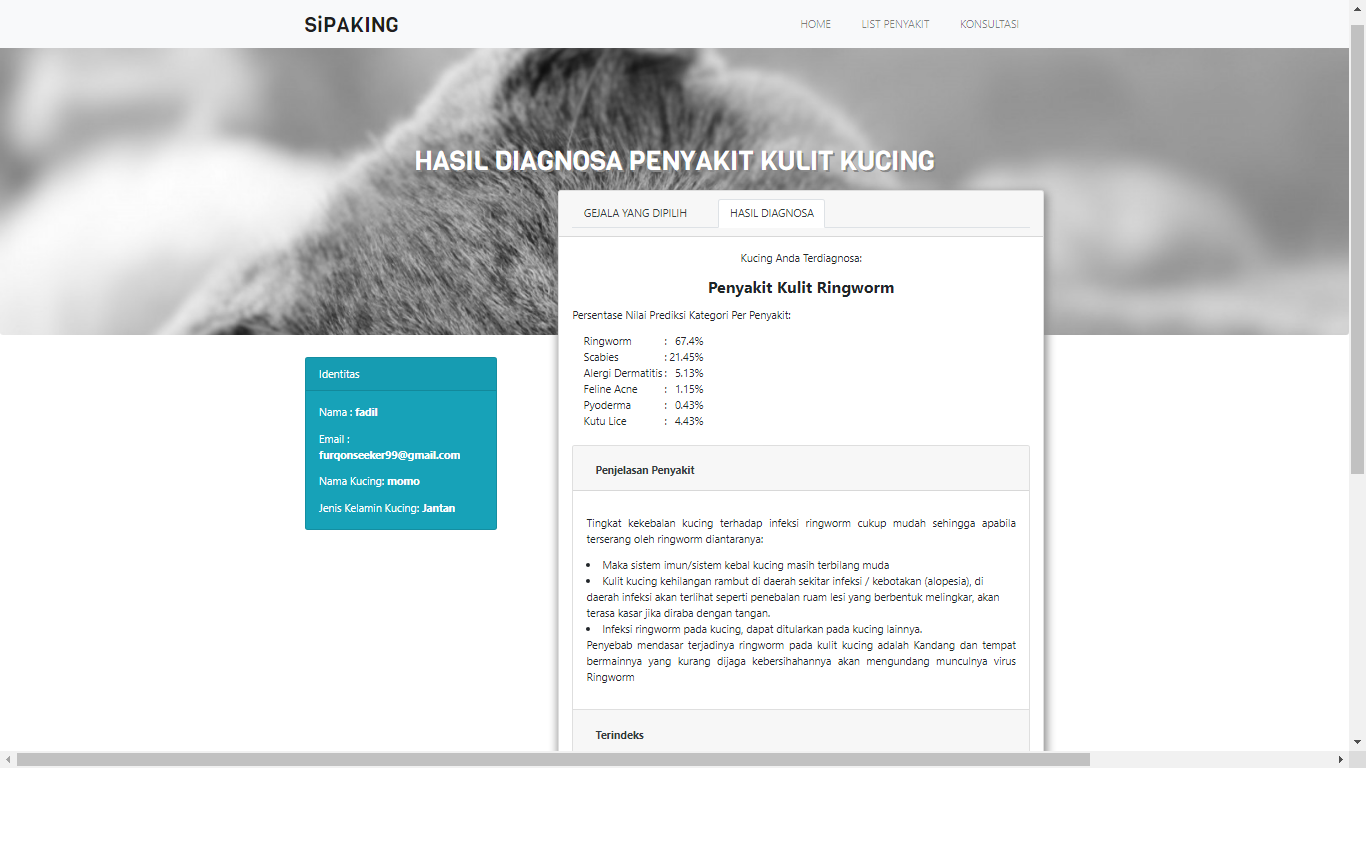 SiPAKING
HOME
LIST PENYAKIT
KONSULTASI
HASIL DIAGNOSA PENYAKIT KULIT KUCING
GEJALA YANG DIPILIH
HASIL DIAGNOSA
Kucing Anda Terdiagnosa:
Penyakit Kulit Ringworm
Persentase Nilai Prediksi Kategori Per Penyakit:
Ringworm : 67.4%
Scabies : 21.45%
Alergi Dermatitis : 5.13%
Feline Acne : 1.15%
Pyoderma : 0.43%
Kutu Lice : 4.43%
Identitas
Nama : fadil
Email :
furqonseeker99@gmail.com
Nama Kucing: momo
Jenis Kelamin Kucing: Jantan
Penjelasan Penyakit
Tingkat kekebalan kucing terhadap infeksi ringworm cukup mudah sehingga apabila
terserang oleh ringworm diantaranya:
• Maka sistem imun/sistem kebal kucing masih terbilang muda
• Kulit kucing kehilangan rambut di daerah sekitar infeksi / kebotakan (alopesia), di
daerah infeksi akan terlihat seperti penebalan ruam lesi yang berbentuk melingkar, akan
terasa kasar jika diraba dengan tangan.
• Infeksi ringworm pada kucing, dapat ditularkan pada kucing lainnya.
Penyebab mendasar terjadinya ringworm pada kulit kucing adalah Kandang dan tempat
bermainnya yang kurang dijaga kebersihahannya akan mengundang munculnya virus
Ringworm
Terindeks